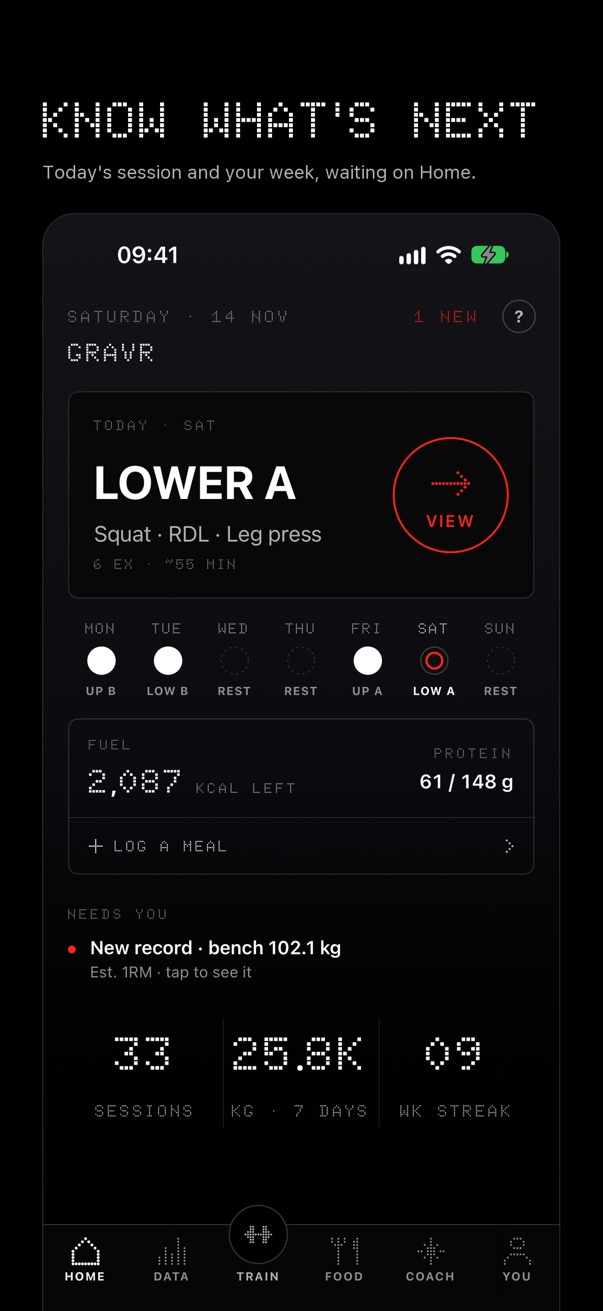 KNOW WHAT'S NEXT
Today's session and your week, waiting on Home.
09:41
SATURDAY · 14 NOV
1 NEW
?
GRAVR
TODAY · SAT
LOWER A
Squat · RDL · Leg press
6 EX · ~55 MIN
VIEW
MON TUE WED THU FRI SAT SUN
UP B LOW B REST REST UP A LOW A REST
FUEL
PROTEIN
2,087 KCAL LEFT
61 / 148 g
+ LOG A MEAL
NEEDS YOU
New record · bench 102.1 kg
Est. 1RM · tap to see it
33 25.8K 09
SESSIONS KG · 7 DAYS WK STREAK
HOME DATA TRAIN FOOD COACH YOU